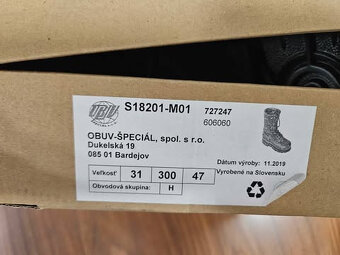 S18201-M01 727247
606060
OBUV-ŠPECIÁL, spol. s r.o.
Dukelská 19
085 01 Bardejov
Dátum výroby: 11.2019
Vyrobené na Slovensku
Veľkosť 31 300 47
Obvodová skupina: H